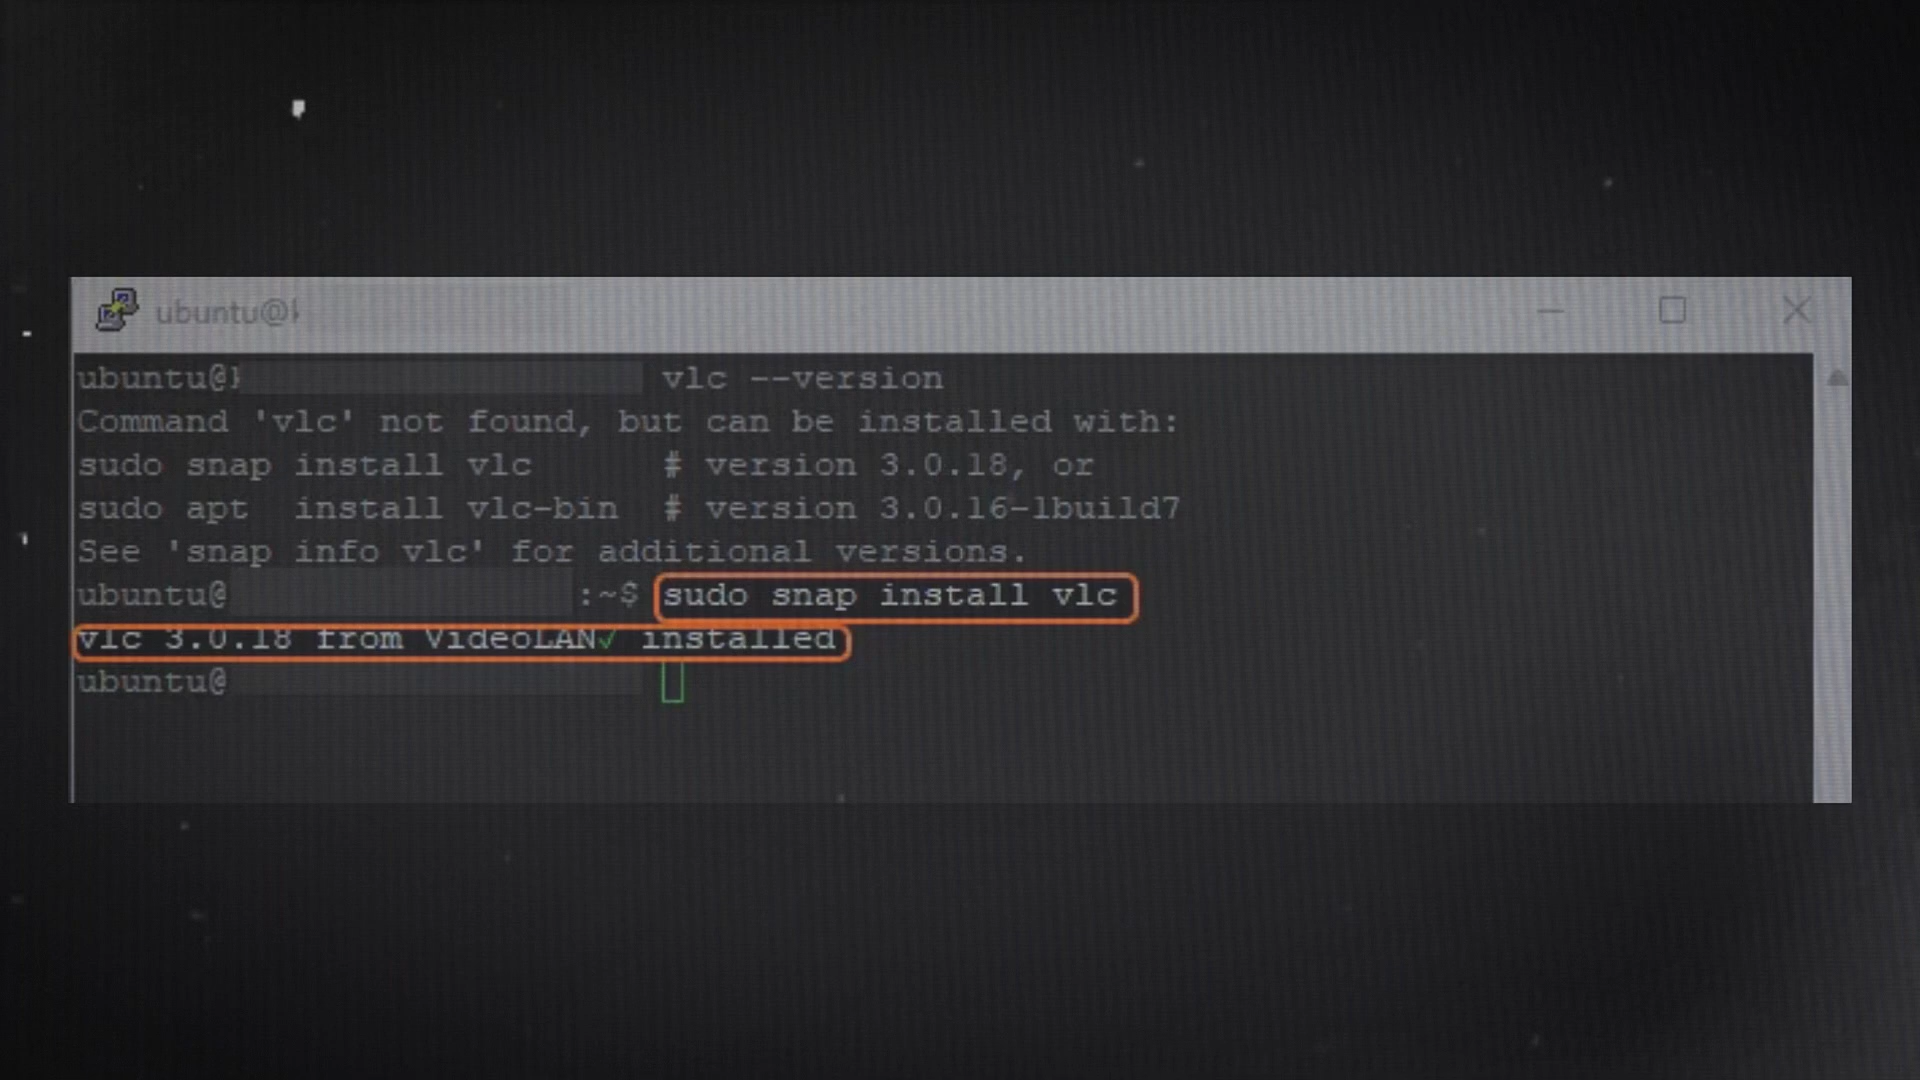 ubuntu@
ubuntu@ vlc --version
Command 'vlc' not found, but can be installed with:
sudo snap install vlc # version 3.0.18, or
sudo apt install vlc-bin # version 3.0.16-1build7
See 'snap info vlc' for additional versions.
ubuntu@ :~$ sudo snap install vlc
vlc 3.0.18 from VideoLAN✓ installed
ubuntu@